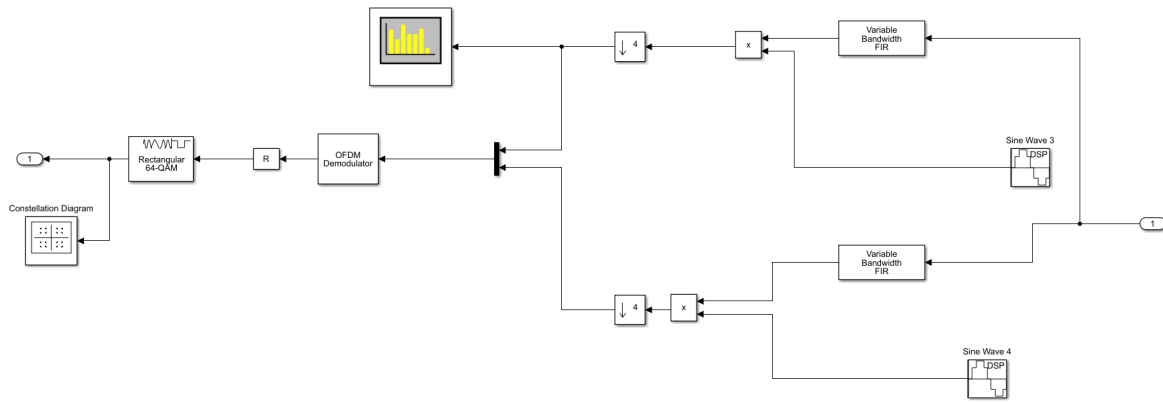 Variable
Bandwidth
FIR
4
x
Sine Wave 3
DSP
OFDM
Demodulator
R
Rectangular
64-QAM
1
Constellation Diagram
1
Variable
Bandwidth
FIR
4
x
Sine Wave 4
DSP